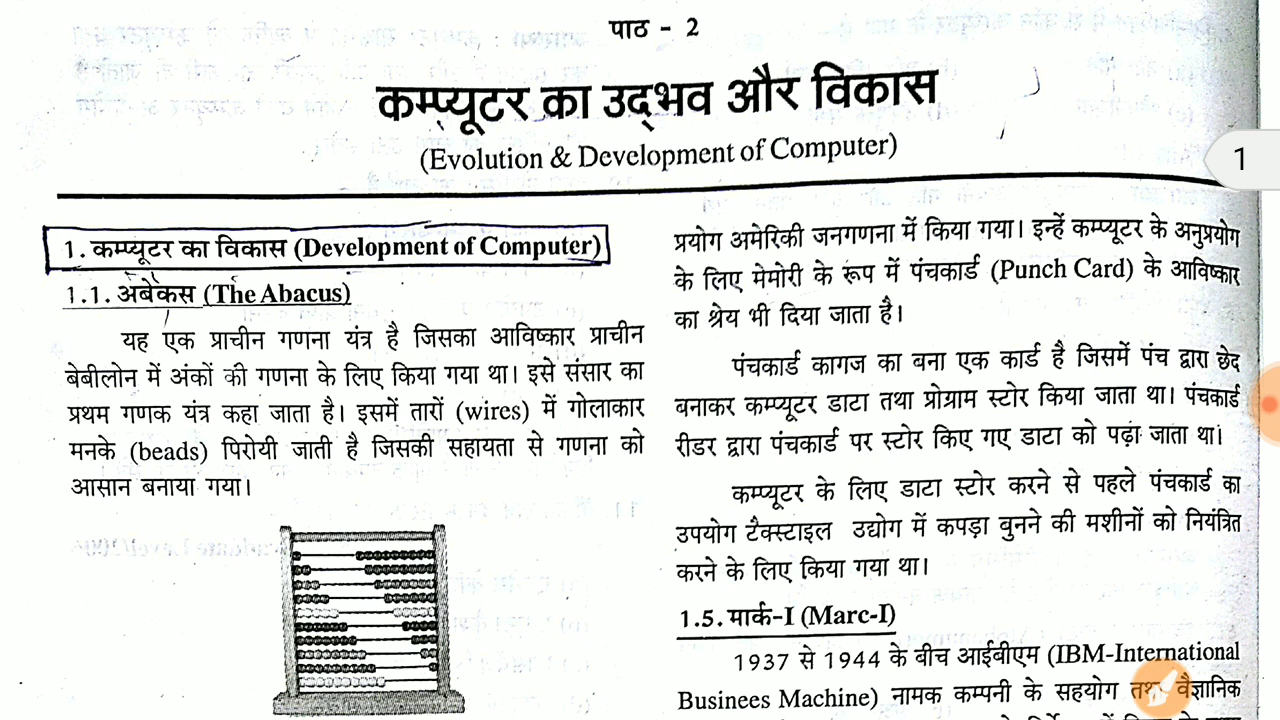 पाठ - 2
कम्प्यूटर का उद्भव और विकास
(Evolution & Development of Computer)
1
1. कम्प्यूटर का विकास (Development of Computer)
1.1. अबेकस (The Abacus)
यह एक प्राचीन गणना यंत्र है जिसका आविष्कार प्राचीन
बेबीलोन में अंकों की गणना के लिए किया गया था। इसे संसार का
प्रथम गणक यंत्र कहा जाता है। इसमें तारों (wires) में गोलाकार
मनके (beads) पिरोयी जाती है जिसकी सहायता से गणना को
आसान बनाया गया।
प्रयोग अमेरिकी जनगणना में किया गया। इन्हें कम्प्यूटर के अनुप्रयोग
के लिए मेमोरी के रूप में पंचकार्ड (Punch Card) के आविष्कार
का श्रेय भी दिया जाता है।
पंचकार्ड कागज का बना एक कार्ड है जिसमें पंच द्वारा छेद
बनाकर कम्प्यूटर डाटा तथा प्रोग्राम स्टोर किया जाता था। पंचकार्ड
रीडर द्वारा पंचकार्ड पर स्टोर किए गए डाटा को पढ़ा जाता था।
कम्प्यूटर के लिए डाटा स्टोर करने से पहले पंचकार्ड का
उपयोग टैक्स्टाइल उद्योग में कपड़ा बुनने की मशीनों को नियंत्रित
करने के लिए किया गया था।
1.5. मार्क-I (Marc-I)
1937 से 1944 के बीच आईबीएम (IBM-International
Businees Machine) नामक कम्पनी के सहयोग तथा वैज्ञानिक